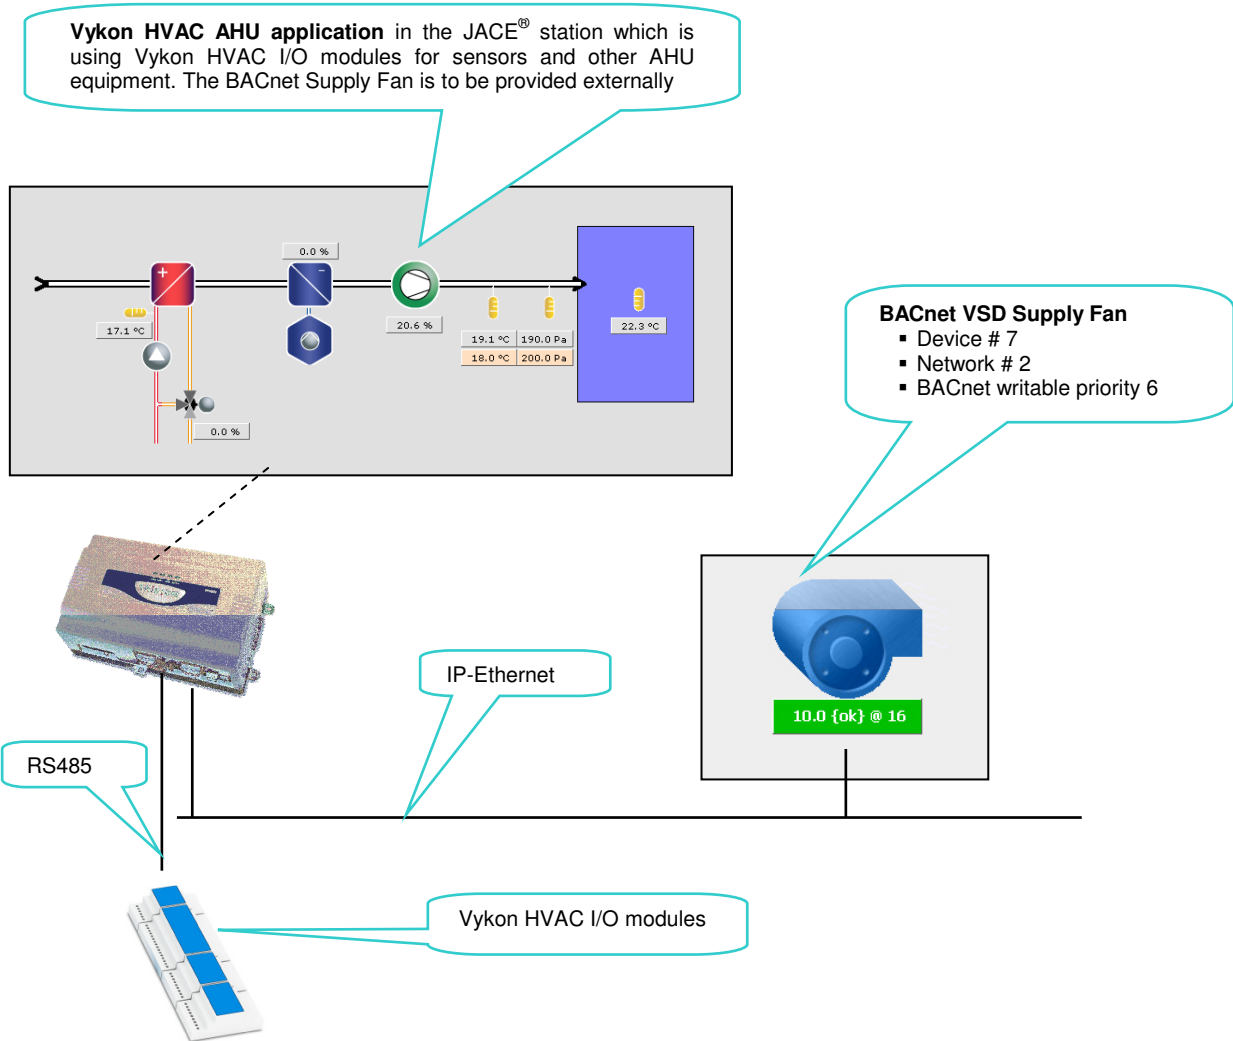 Vykon HVAC AHU application in the JACE® station which is
using Vykon HVAC I/O modules for sensors and other AHU
equipment. The BACnet Supply Fan is to be provided externally
0.0 %
17.1 °C
20.6 %
19.1 °C 190.0 Pa
18.0 °C 200.0 Pa
22.3 °C
0.0 %
BACnet VSD Supply Fan
▪ Device # 7
▪ Network # 2
▪ BACnet writable priority 6
IP-Ethernet
10.0 {ok} @ 16
RS485
Vykon HVAC I/O modules